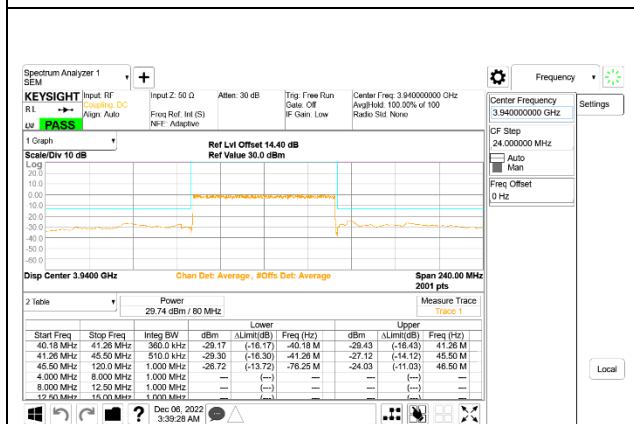 Spectrum Analyzer 1
SEM
Frequency
KEYSIGHT
Input: RF
Coupling: DC
Align: Auto
Input Z: 50 Ω
Freq Ref: Int (S)
NFE: Adaptive
Atten: 30 dB
Trig: Free Run
Gate: Off
IF Gain: Low
Center Freq: 3.940000000 GHz
Avg|Hold: 100.00% of 100
Radio Std: None
R L
PASS
Center Frequency
3.940000000 GHz
Settings
CF Step
24.000000 MHz
Auto
Man
Freq Offset
0 Hz
1 Graph
Ref Lvl Offset 14.40 dB
Scale/Div 10 dB
Ref Value 30.0 dBm
Log
20.0
10.0
0.00
-10.0
-20.0
-30.0
-40.0
-50.0
-60.0
Disp Center 3.9400 GHz
Chan Det: Average , #Offs Det: Average
Span 240.00 MHz
2001 pts
2 Table
Power
29.74 dBm / 80 MHz
Measure Trace
Trace 1
Lower Upper
Start Freq Stop Freq Integ BW dBm ΔLimit(dB) Freq (Hz) dBm ΔLimit(dB) Freq (Hz)
40.18 MHz 41.26 MHz 360.0 kHz -29.17 (-16.17) -40.18 M -29.43 (-16.43) 41.26 M
41.26 MHz 45.50 MHz 510.0 kHz -29.30 (-16.30) -41.26 M -27.12 (-14.12) 45.50 M
45.50 MHz 120.0 MHz 1.000 MHz -26.72 (-13.72) -76.25 M -24.03 (-11.03) 46.50 M
4.000 MHz 8.000 MHz 1.000 MHz --- (---) --- --- (---) ---
8.000 MHz 12.50 MHz 1.000 MHz --- (---) --- --- (---) ---
12.50 MHz 15.00 MHz 1.000 MHz --- (---) --- --- (---) ---
Local
?
Dec 06, 2022
3:39:28 AM